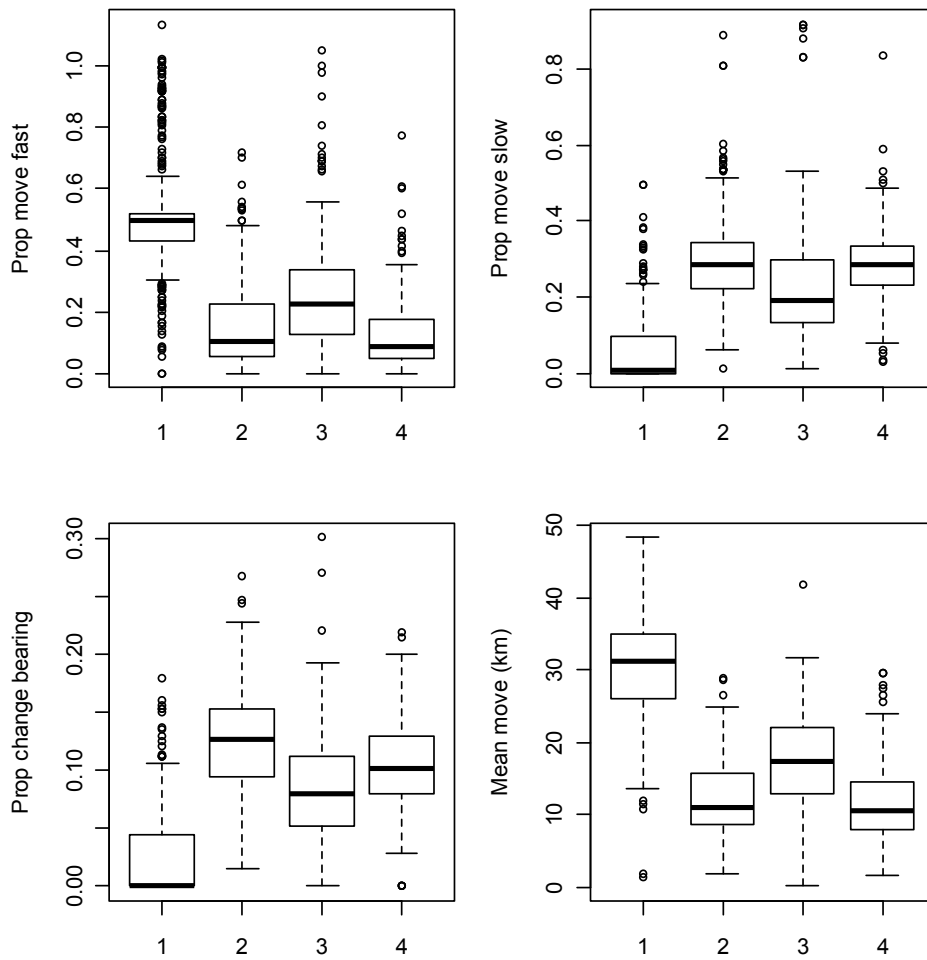 Prop move fast
0.0 0.2 0.4 0.6 0.8 1.0
1 2 3 4
Prop move slow
0.0 0.2 0.4 0.6 0.8
1 2 3 4
Prop change bearing
0.00 0.10 0.20 0.30
1 2 3 4
Mean move (km)
0 10 20 30 40 50
1 2 3 4